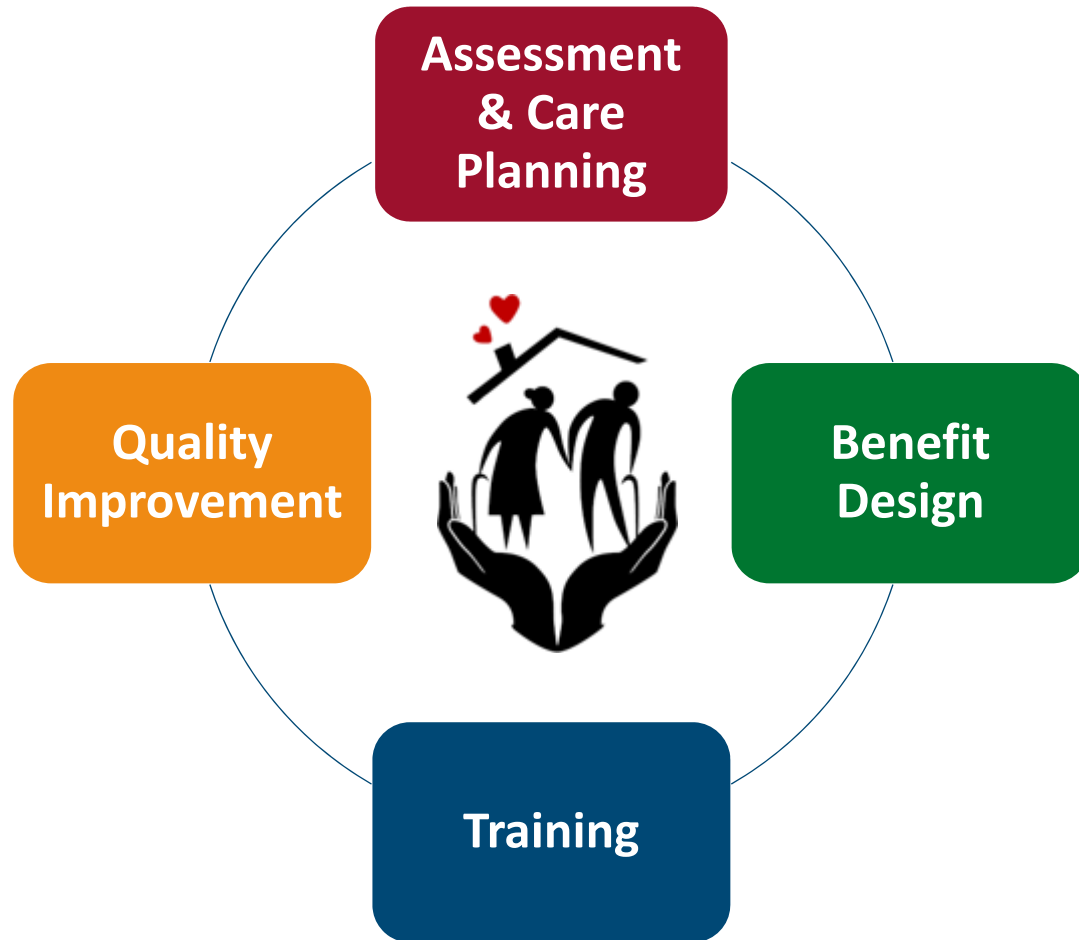 Assessment
& Care
Planning
Quality
Improvement
Benefit
Design
Training